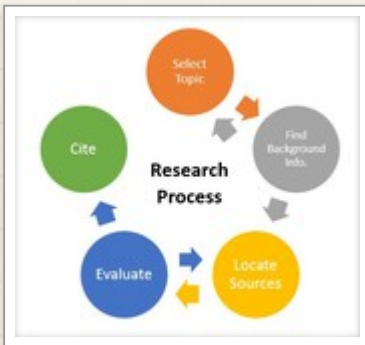 Select
Topic
Find
Background
Info.
Cite
Research
Process
Evaluate
Locate
Sources